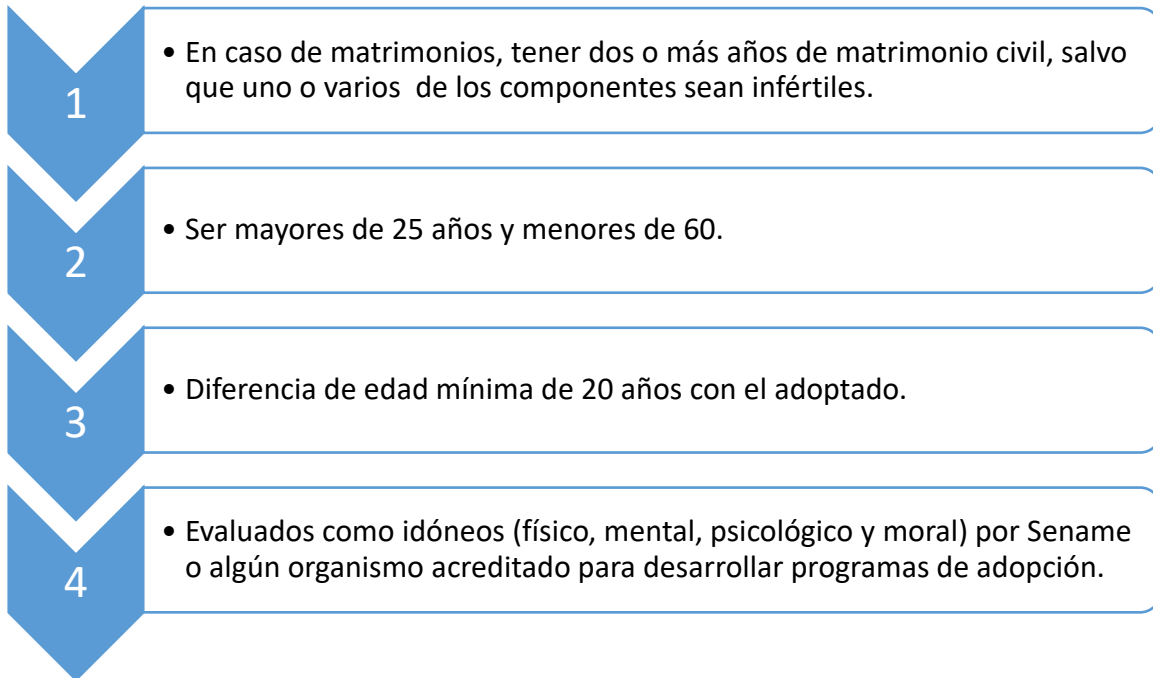 1
• En caso de matrimonios, tener dos o más años de matrimonio civil, salvo
que uno o varios  de los componentes sean infértiles.
2
• Ser mayores de 25 años y menores de 60.
3
• Diferencia de edad mínima de 20 años con el adoptado.
4
• Evaluados como idóneos (físico, mental, psicológico y moral) por Sename
o algún organismo acreditado para desarrollar programas de adopción.